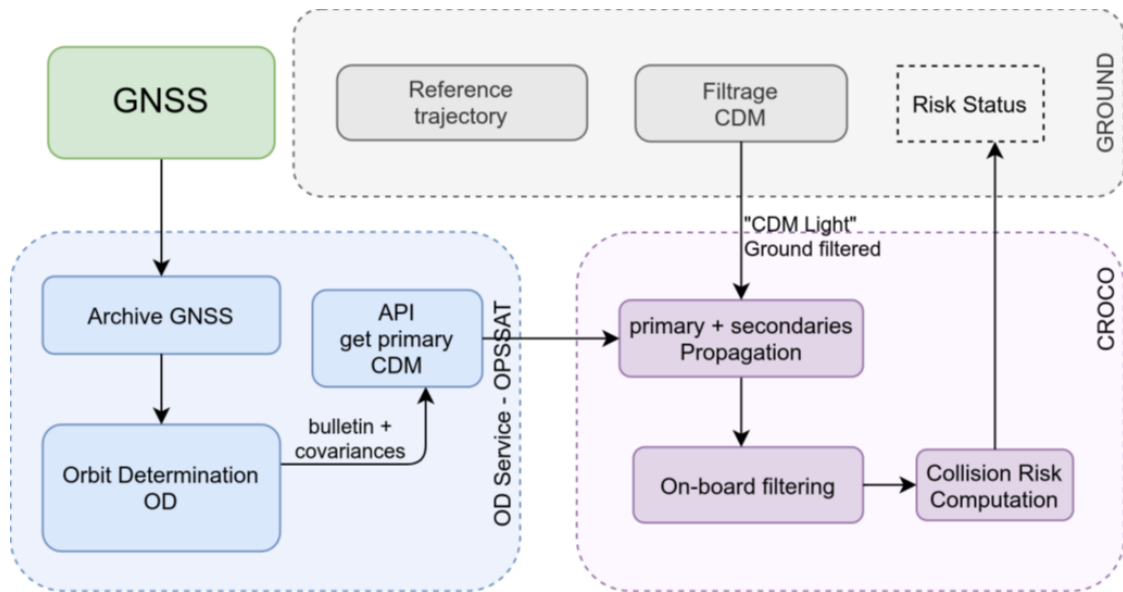 GNSS
Reference
trajectory
Filtrage
CDM
Risk Status
GROUND
"CDM Light"
Ground filtered
Archive GNSS
API
get primary
CDM
bulletin +
covariances
Orbit Determination
OD
OD Service - OPSSAT
primary + secondaries
Propagation
On-board filtering
Collision Risk
Computation
CROCO